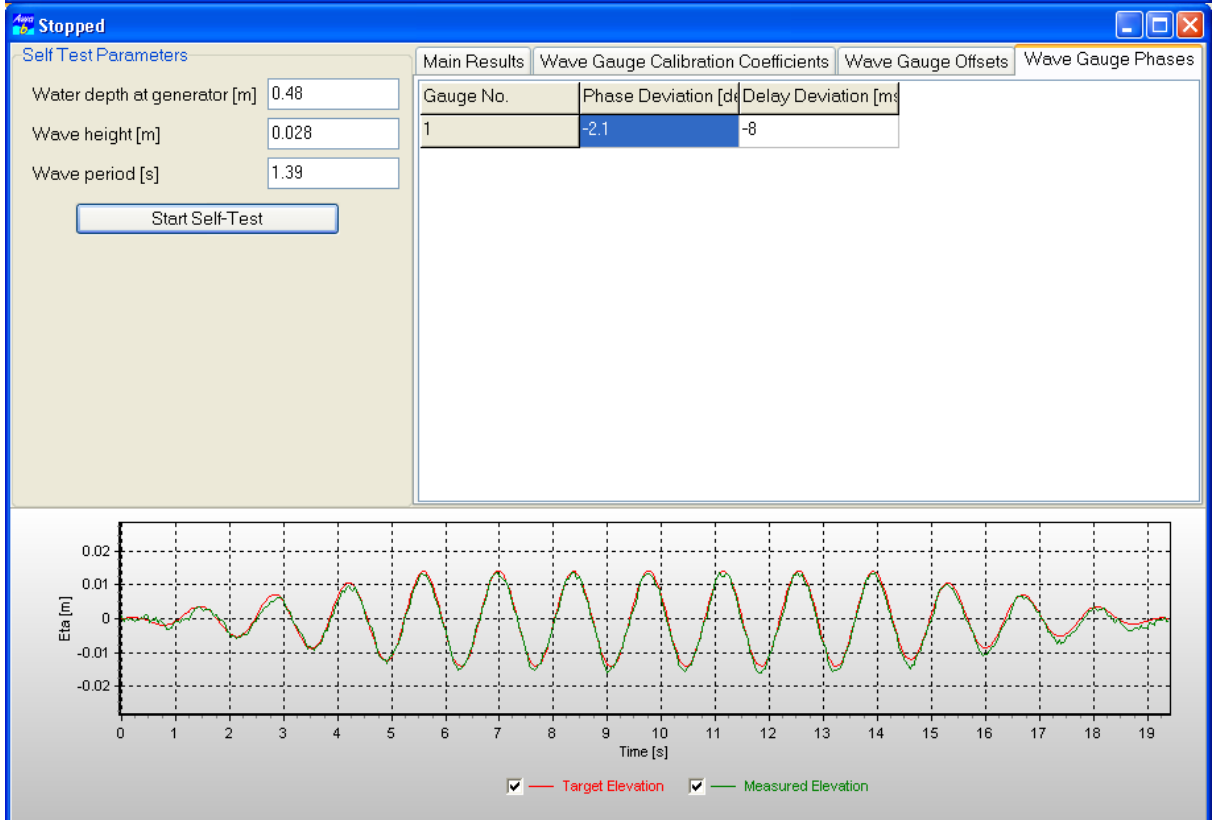 Awa
b
Stopped
Self Test Parameters
Water depth at generator [m] 0.48
Wave height [m] 0.028
Wave period [s] 1.39
Start Self-Test
Main Results Wave Gauge Calibration Coefficients Wave Gauge Offsets Wave Gauge Phases
Gauge No. Phase Deviation [de Delay Deviation [ms
1 -2.1 -8
Eta [m]
0.02
0.01
0
-0.01
-0.02
0 1 2 3 4 5 6 7 8 9 10 11 12 13 14 15 16 17 18 19
Time [s]
Target Elevation Measured Elevation